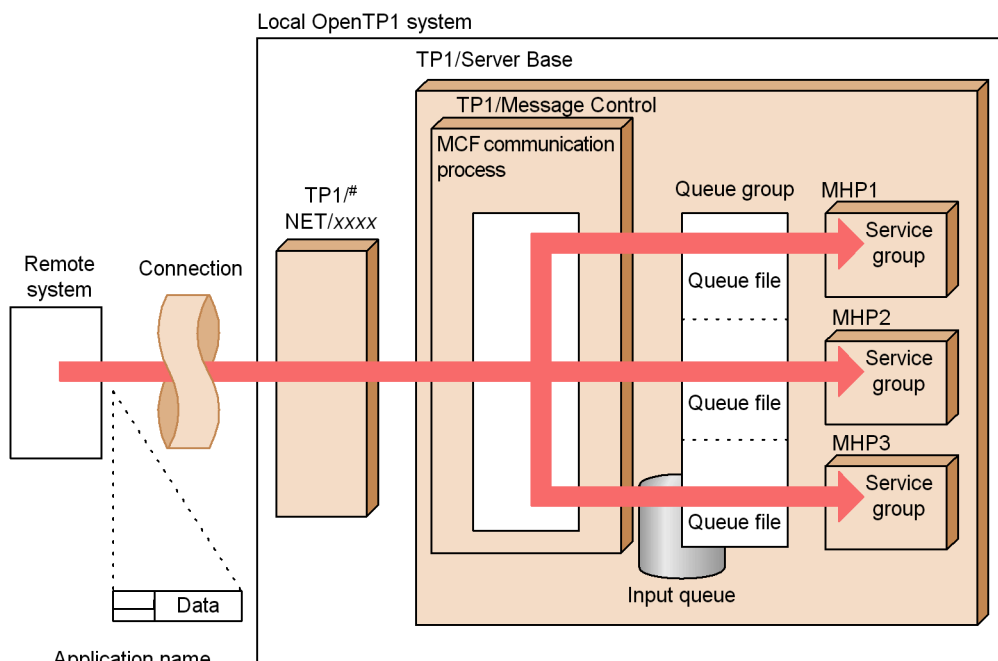 Local OpenTP1 system
TP1/Server Base
TP1/Message Control
MCF communication
process
TP1/#
NET/xxxx
Queue group
MHP1
Service
group
Remote
system
Connection
Queue file
MHP2
Service
group
Queue file
MHP3
Service
group
Queue file
Input queue
Data
Application name